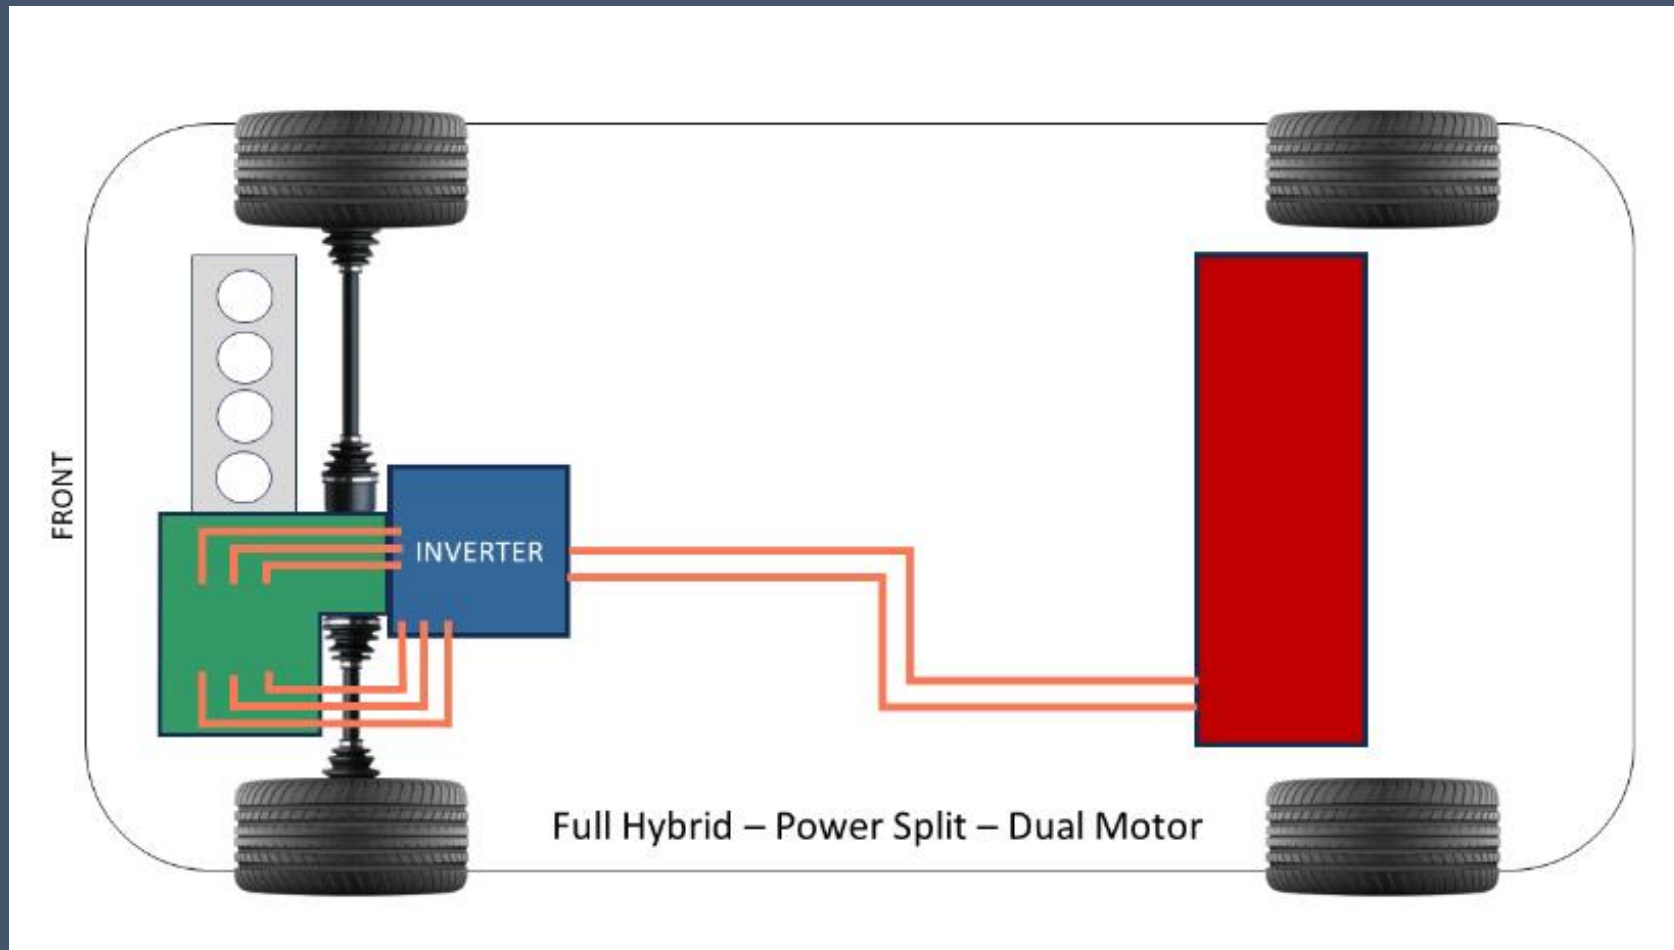 FRONT
INVERTER
Full Hybrid – Power Split – Dual Motor